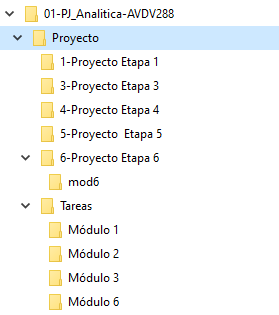 01-PJ_Analitica-AVDV288
Proyecto
1-Proyecto Etapa 1
3-Proyecto Etapa 3
4-Proyecto Etapa 4
5-Proyecto  Etapa 5
6-Proyecto Etapa 6
mod6
Tareas
Módulo 1
Módulo 2
Módulo 3
Módulo 6